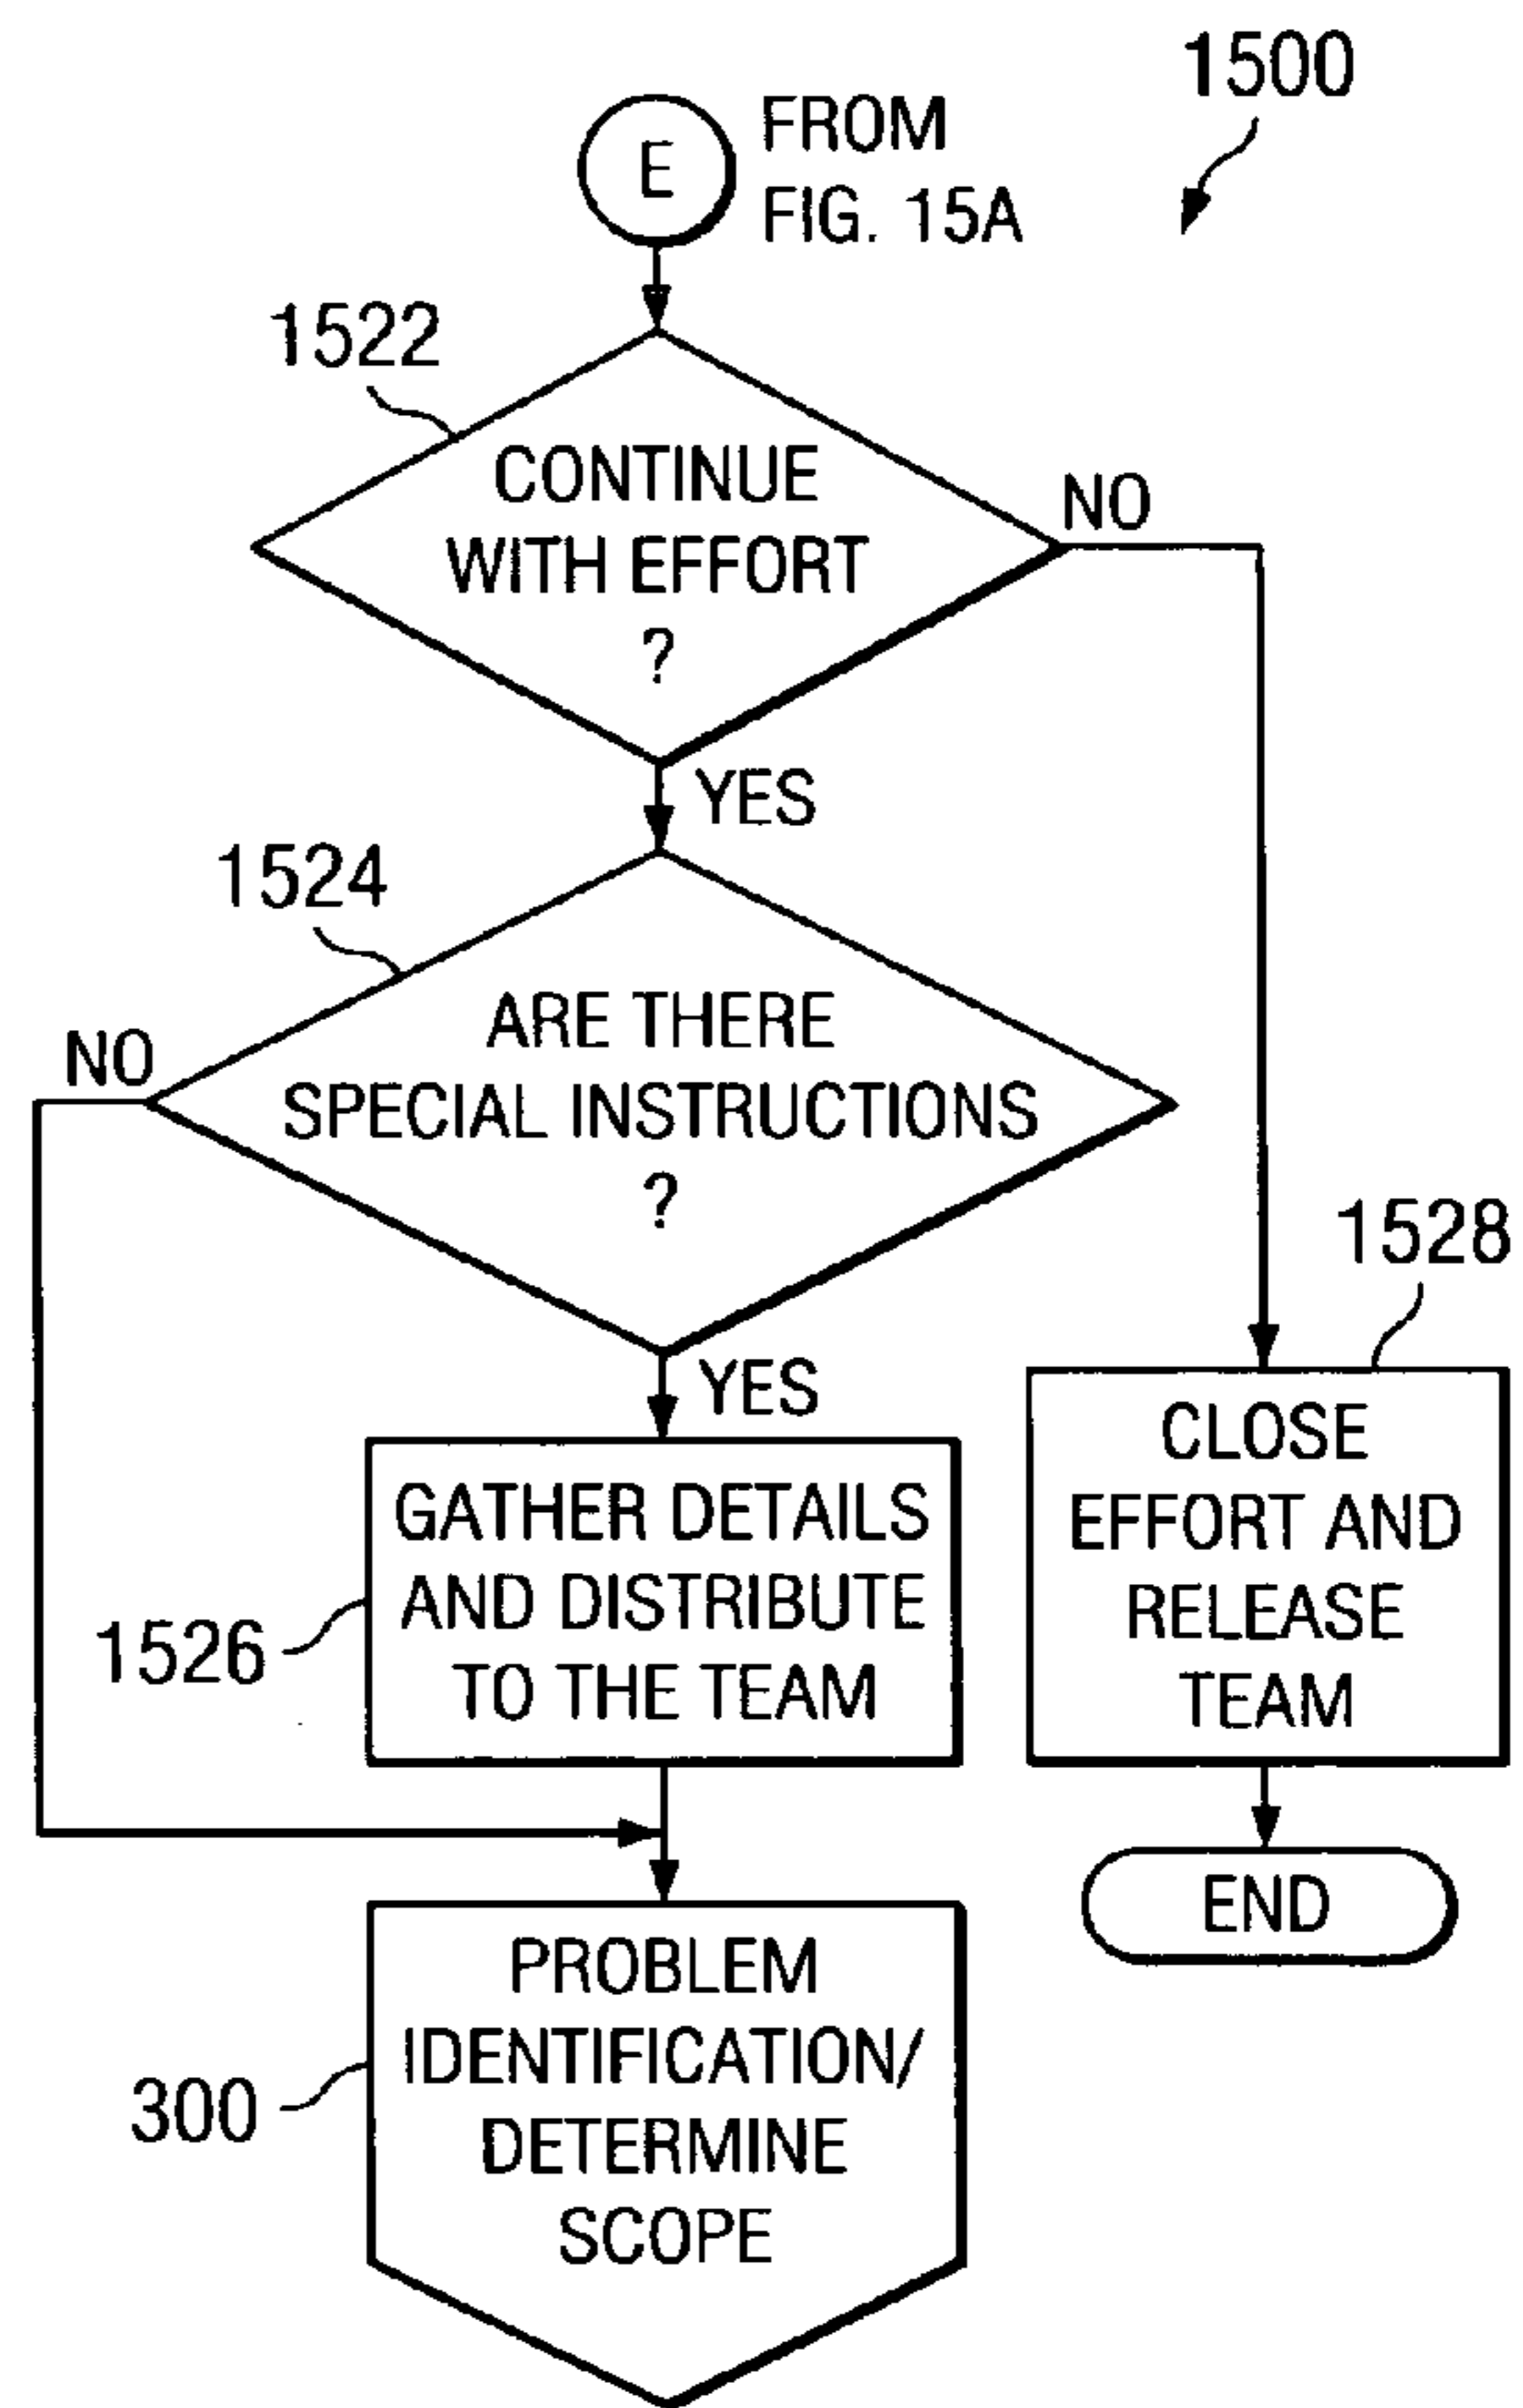 1500
E
FROM
FIG. 15A
1522
CONTINUE
WITH EFFORT
?
NO
YES
1524
ARE THERE
SPECIAL INSTRUCTIONS
?
NO
YES
1526
GATHER DETAILS
AND DISTRIBUTE
TO THE TEAM
1528
CLOSE
EFFORT AND
RELEASE
TEAM
END
300
PROBLEM
IDENTIFICATION/
DETERMINE
SCOPE